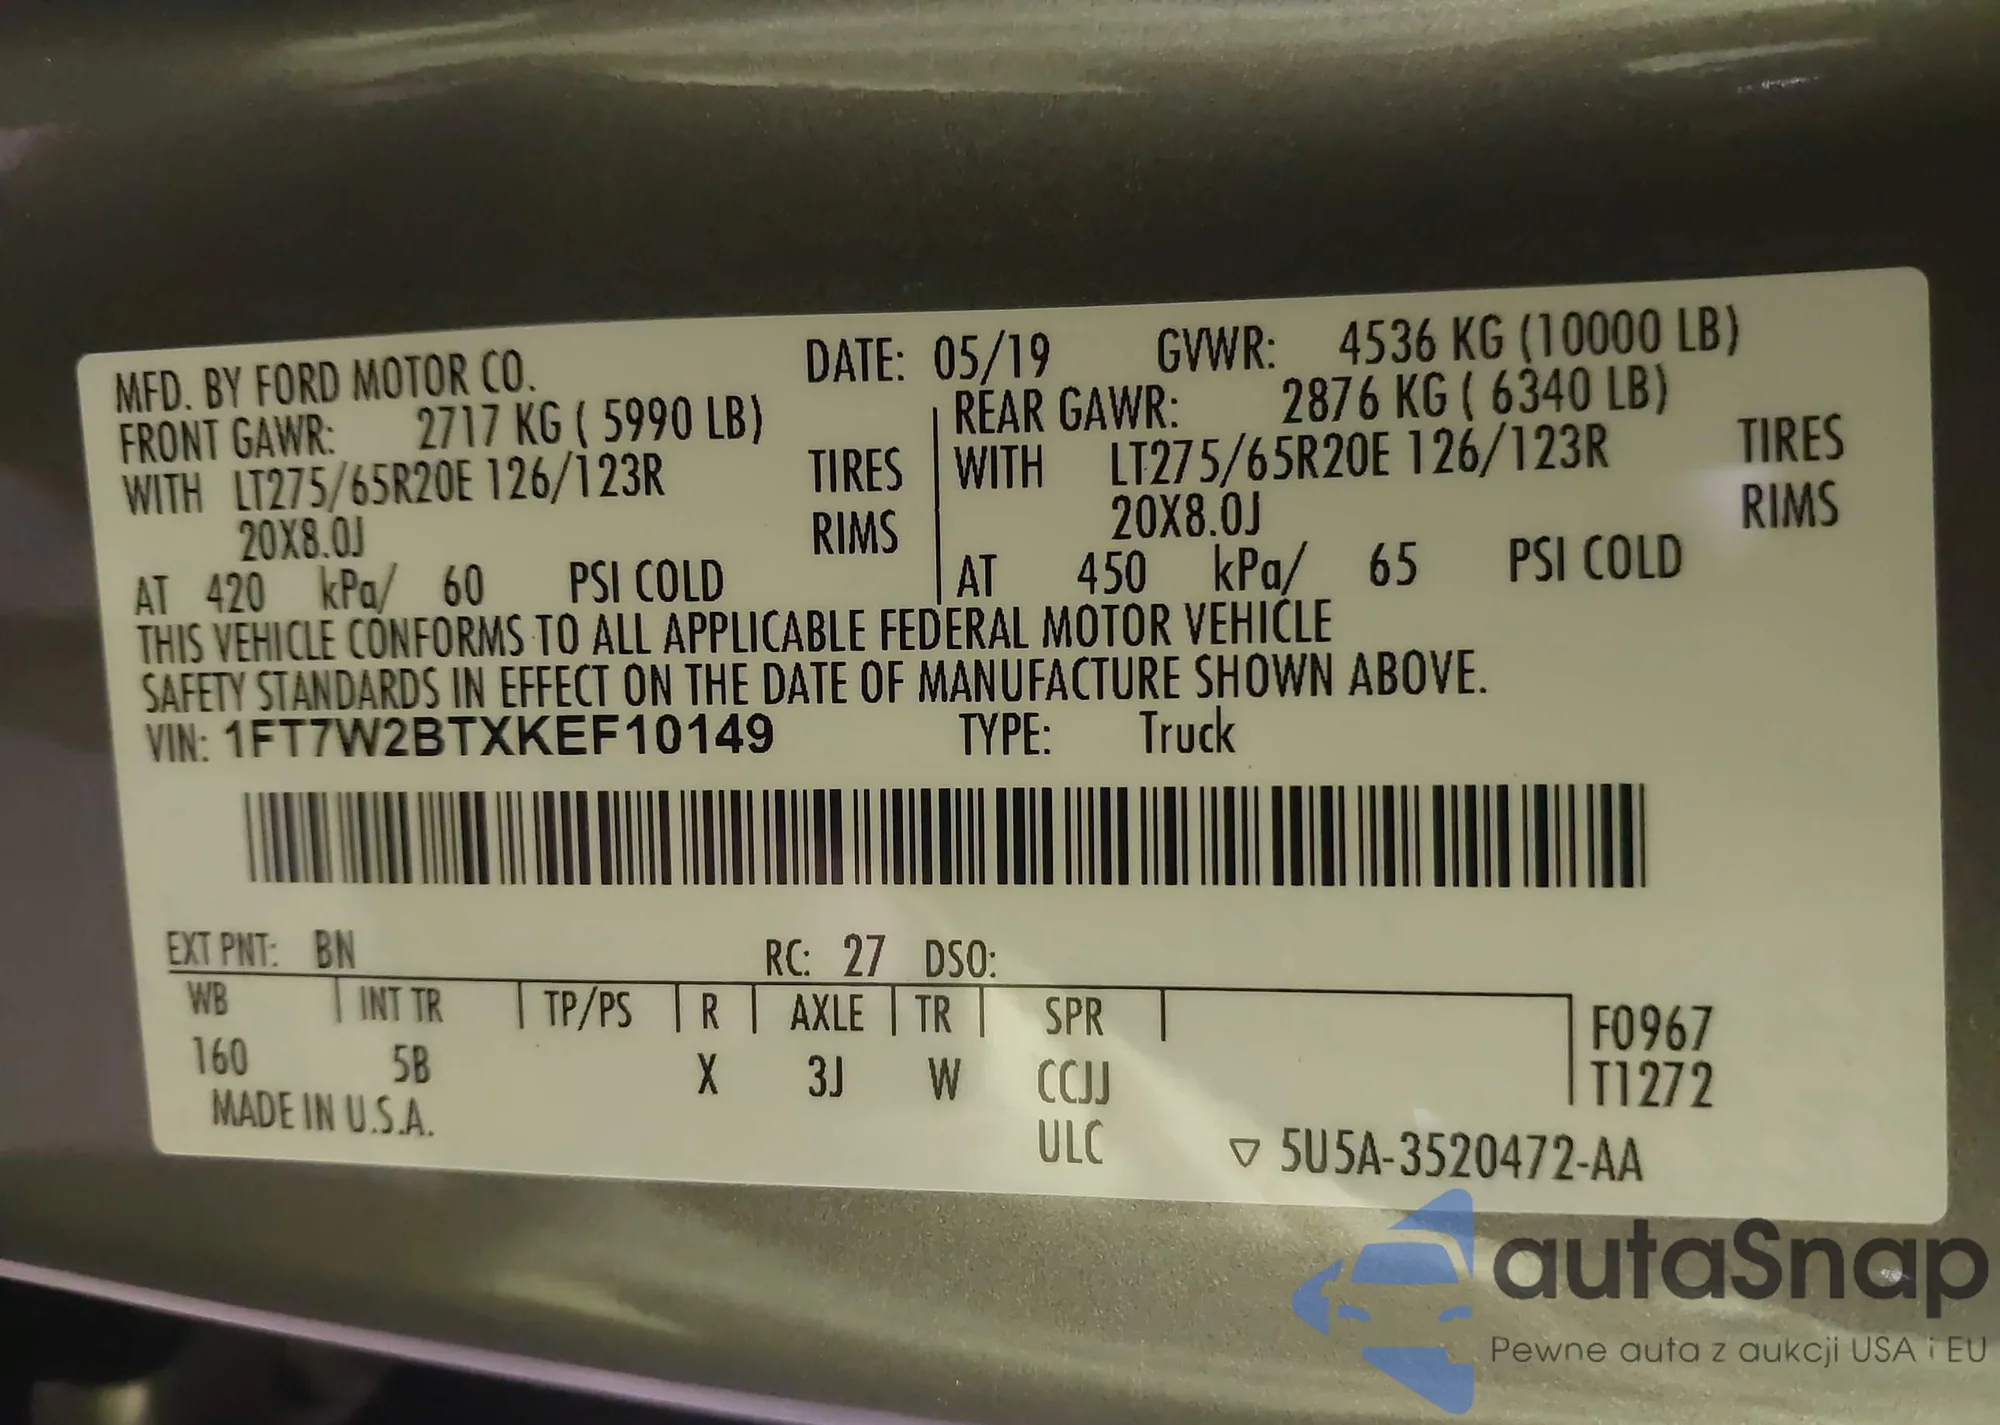 MFD. BY FORD MOTOR CO. DATE: 05/19 GVWR: 4536 KG (10000 LB)
FRONT GAWR: 2717 KG ( 5990 LB) REAR GAWR: 2876 KG ( 6340 LB)
WITH LT275/65R20E 126/123R TIRES WITH LT275/65R20E 126/123R TIRES
20X8.0J RIMS 20X8.0J RIMS
AT 420 kPa/ 60 PSI COLD AT 450 kPa/ 65 PSI COLD
THIS VEHICLE CONFORMS TO ALL APPLICABLE FEDERAL MOTOR VEHICLE
SAFETY STANDARDS IN EFFECT ON THE DATE OF MANUFACTURE SHOWN ABOVE.
VIN: 1FT7W2BTXKEF10149 TYPE: Truck
EXT PNT: BN RC: 27 DSO:
WB INT TR TP/PS R AXLE TR SPR F0967
160 5B X 3J W CCJJ T1272
MADE IN U.S.A. ULC ▽ 5U5A-3520472-AA
autaSnap
Pewne auta z aukcji USA i EU